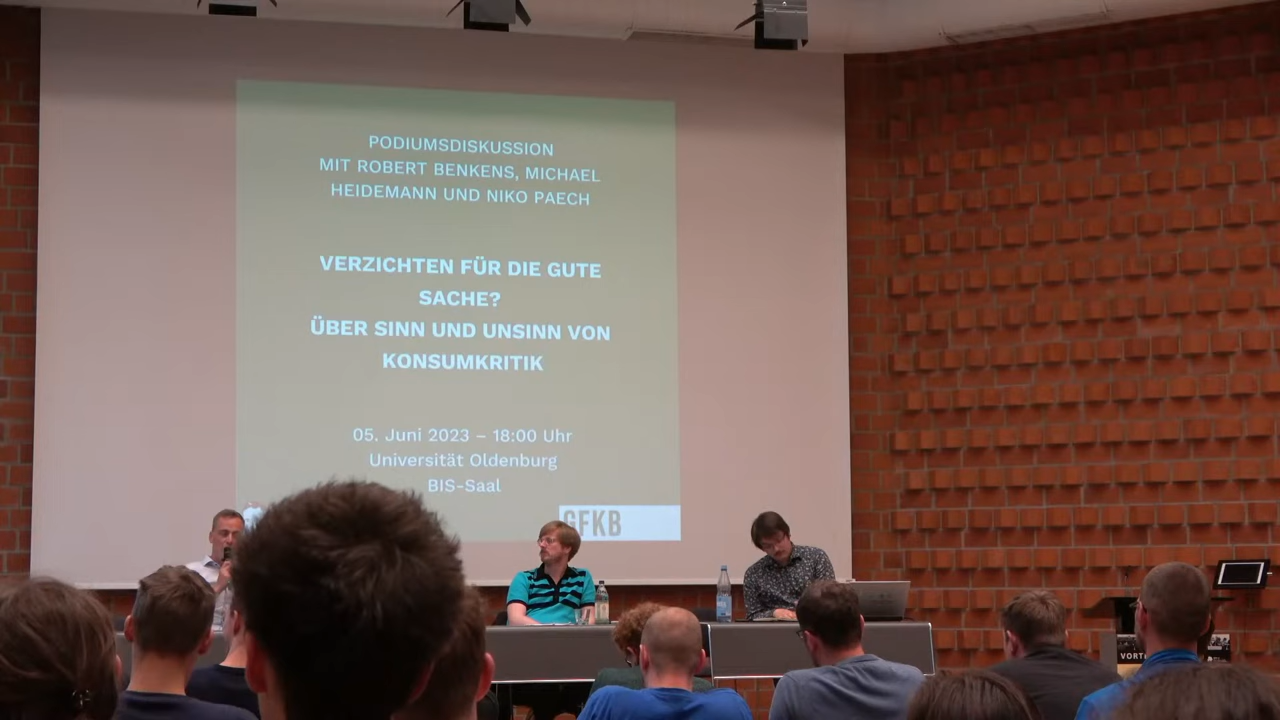 PODIUMSDISKUSSION
MIT ROBERT BENKENS, MICHAEL
HEIDEMANN UND NIKO PAECH
VERZICHTEN FÜR DIE GUTE
SACHE?
ÜBER SINN UND UNSINN VON
KONSUMKRITIK
05. Juni 2023 – 18:00 Uhr
Universität Oldenburg
BIS-Saal
GFKB